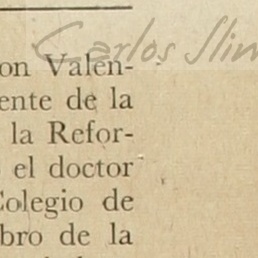 Carlos Slim
on Valen-
ente de la
la Refor-
el doctor
Colegio de
bro de la